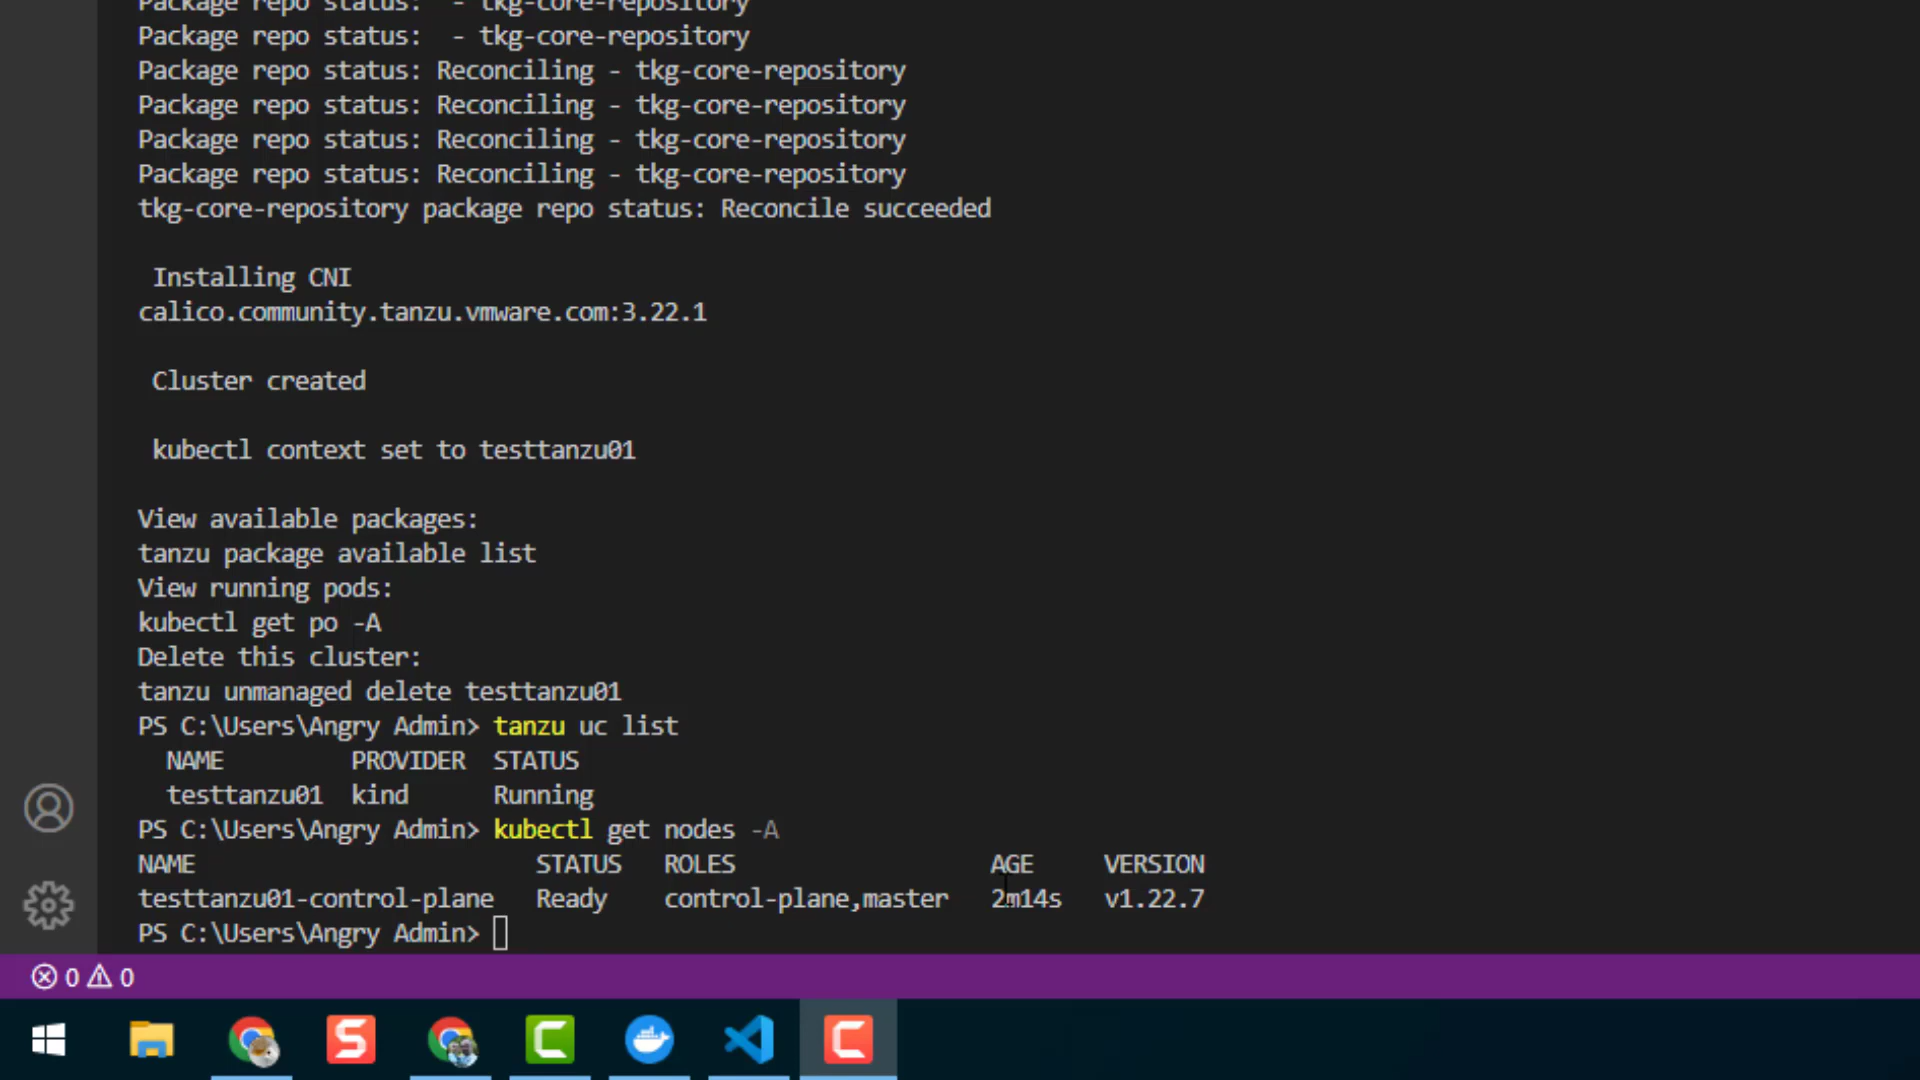 Package repo status:  - tkg-core-repository
Package repo status:  - tkg-core-repository
Package repo status: Reconciling - tkg-core-repository
Package repo status: Reconciling - tkg-core-repository
Package repo status: Reconciling - tkg-core-repository
Package repo status: Reconciling - tkg-core-repository
tkg-core-repository package repo status: Reconcile succeeded
Installing CNI
calico.community.tanzu.vmware.com:3.22.1
Cluster created
kubectl context set to testtanzu01
View available packages:
tanzu package available list
View running pods:
kubectl get po -A
Delete this cluster:
tanzu unmanaged delete testtanzu01
PS C:\Users\Angry Admin> tanzu uc list
NAME PROVIDER STATUS
testtanzu01 kind Running
PS C:\Users\Angry Admin> kubectl get nodes -A
NAME STATUS ROLES AGE VERSION
testtanzu01-control-plane Ready control-plane,master 2m14s v1.22.7
PS C:\Users\Angry Admin>
0 0